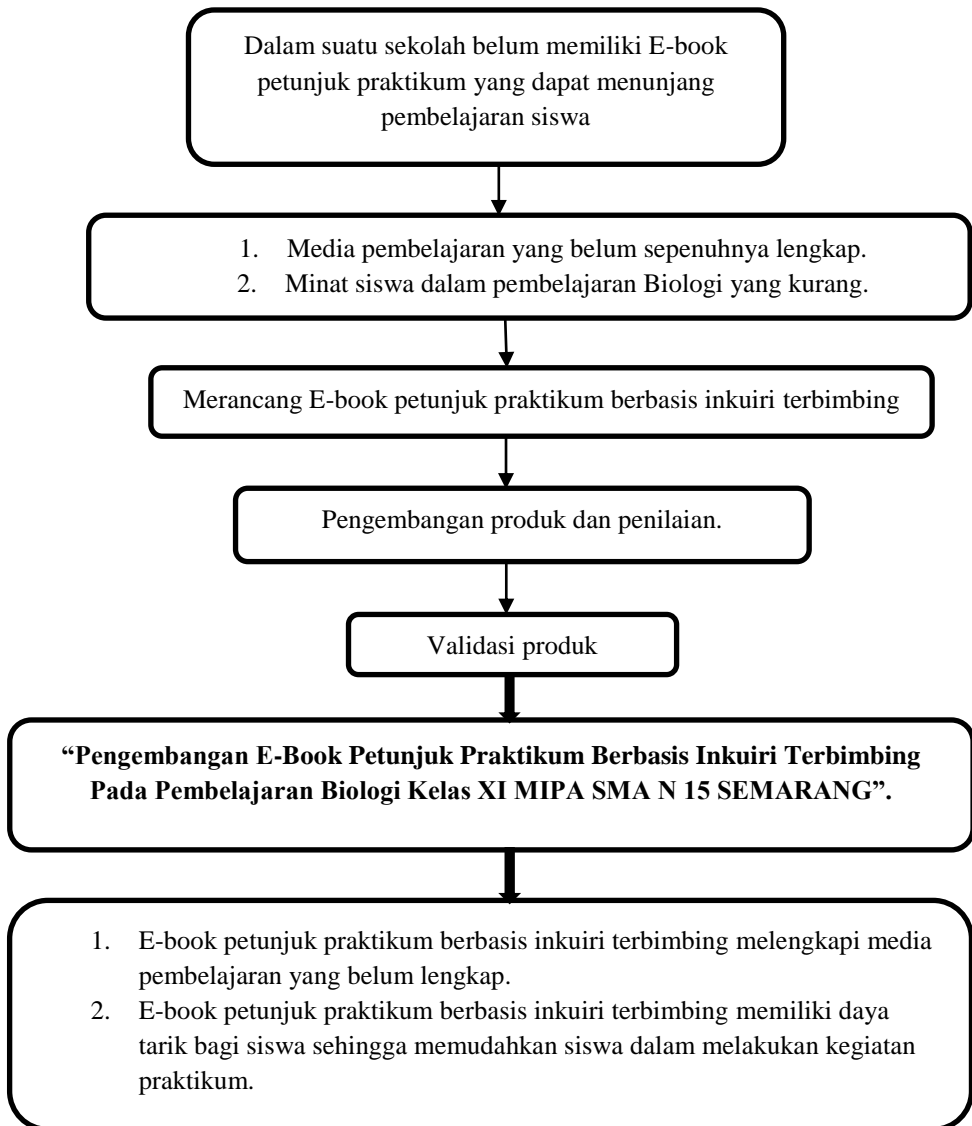 Dalam suatu sekolah belum memiliki E-book
petunjuk praktikum yang dapat menunjang
pembelajaran siswa
1. Media pembelajaran yang belum sepenuhnya lengkap.
2. Minat siswa dalam pembelajaran Biologi yang kurang.
Merancang E-book petunjuk praktikum berbasis inkuiri terbimbing
Pengembangan produk dan penilaian.
Validasi produk
“Pengembangan E-Book Petunjuk Praktikum Berbasis Inkuiri Terbimbing
Pada Pembelajaran Biologi Kelas XI MIPA SMA N 15 SEMARANG”.
1. E-book petunjuk praktikum berbasis inkuiri terbimbing melengkapi media
pembelajaran yang belum lengkap.
2. E-book petunjuk praktikum berbasis inkuiri terbimbing memiliki daya
tarik bagi siswa sehingga memudahkan siswa dalam melakukan kegiatan
praktikum.